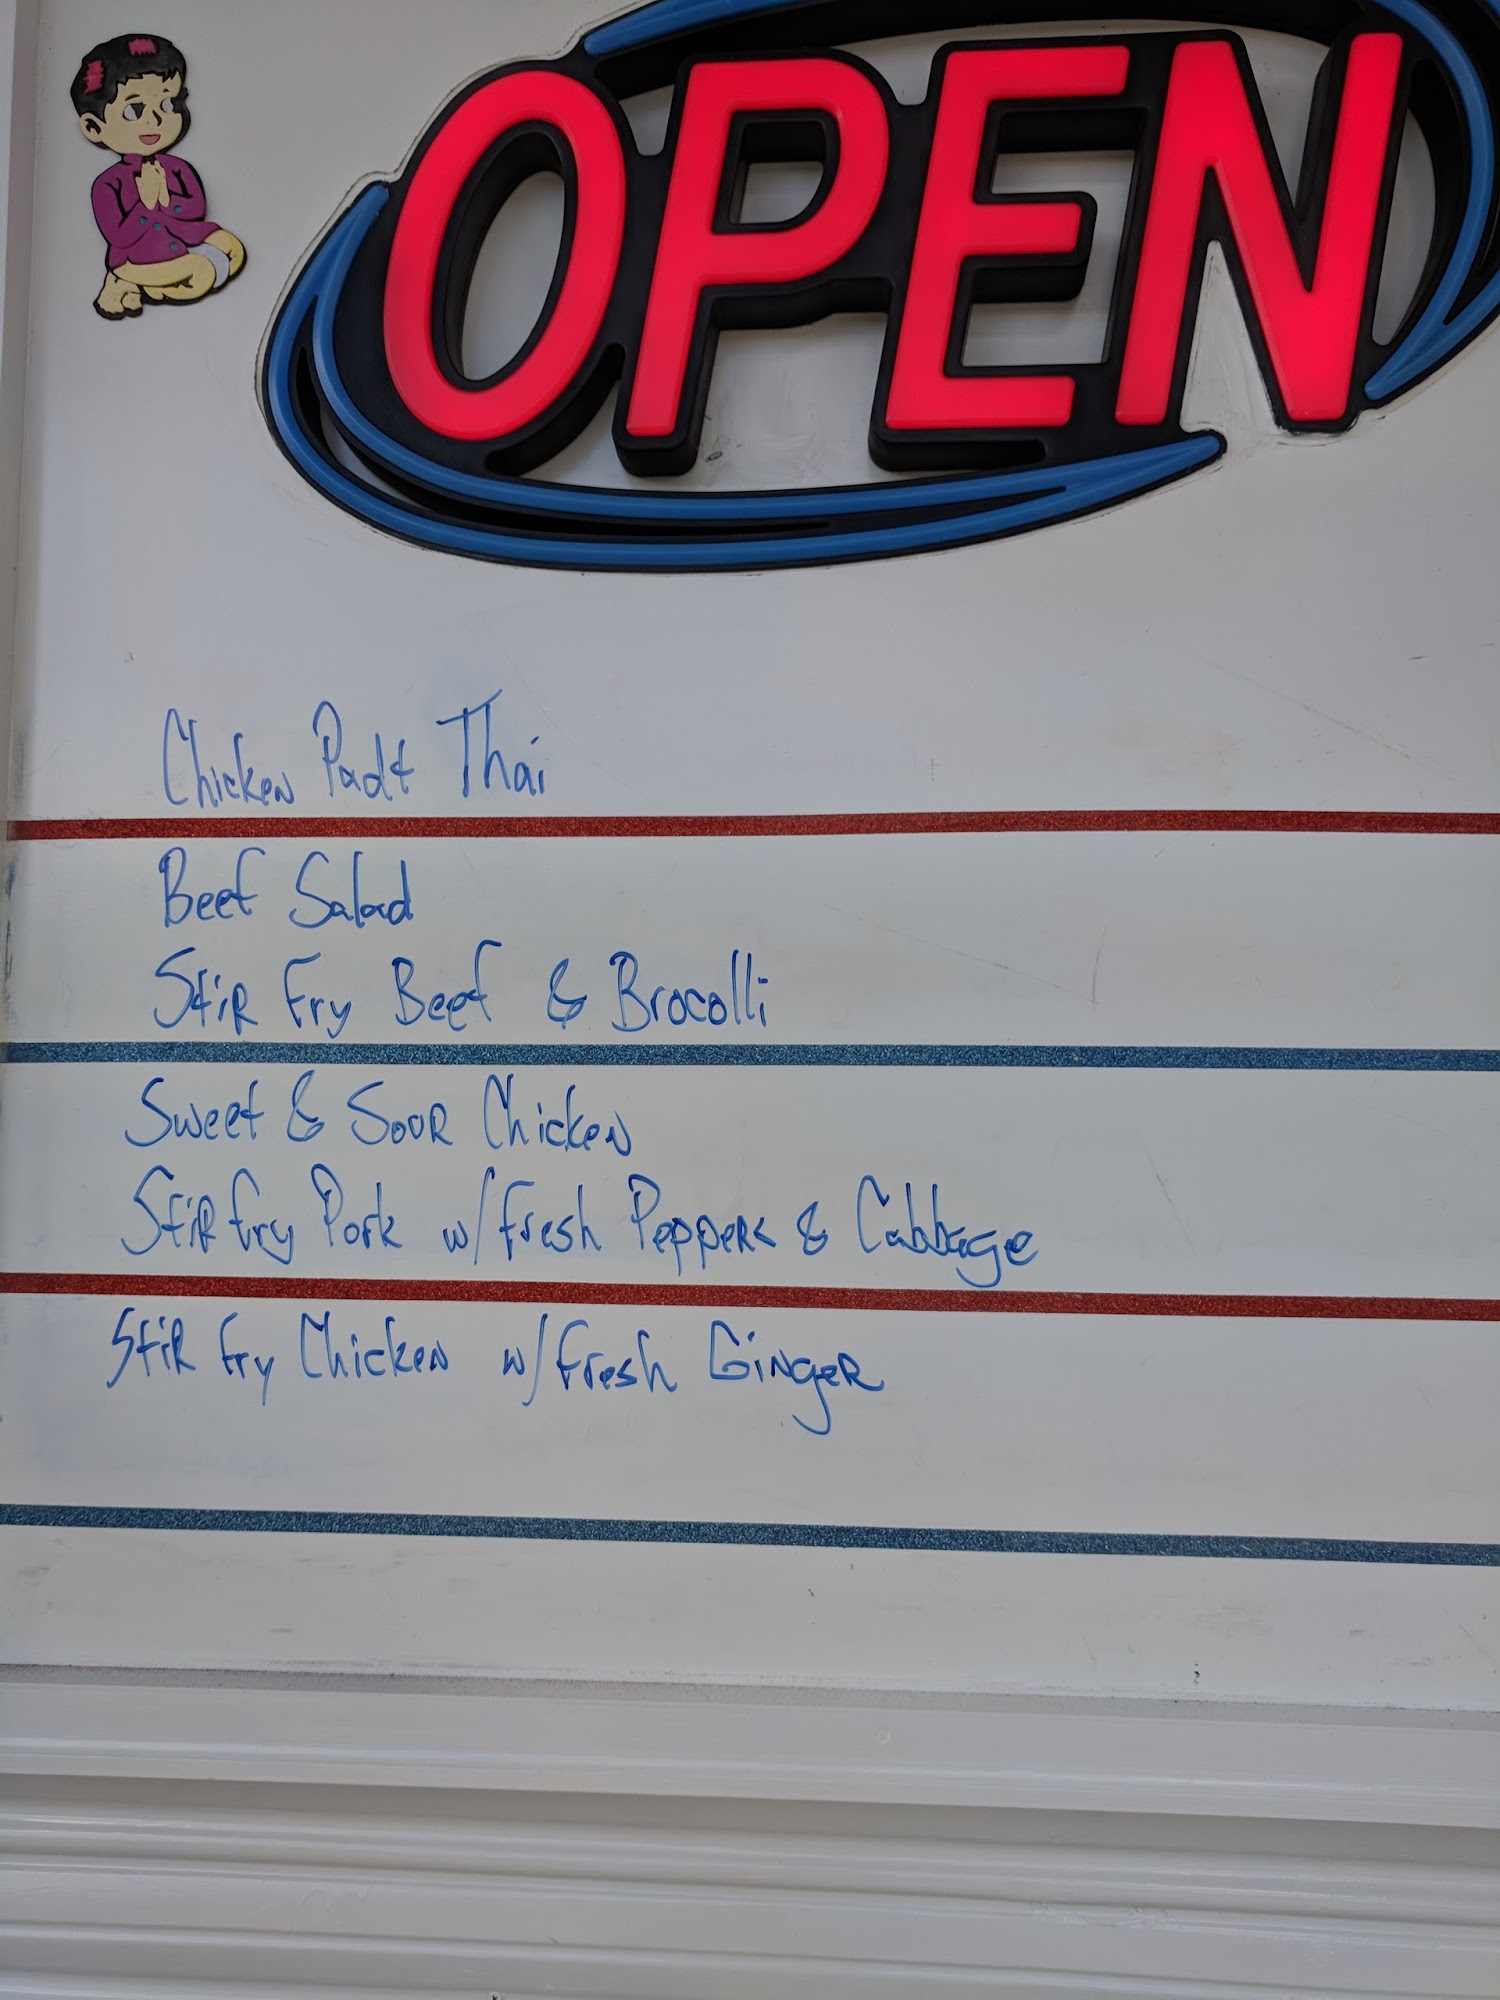 OPEN
Chicken Padt Thai
Beef Salad
Stir Fry Beef & Brocolli
Sweet & Sour Chicken
Stir fry Pork w/Fresh Peppers & Cabbage
Stir fry Chicken w/Fresh Ginger